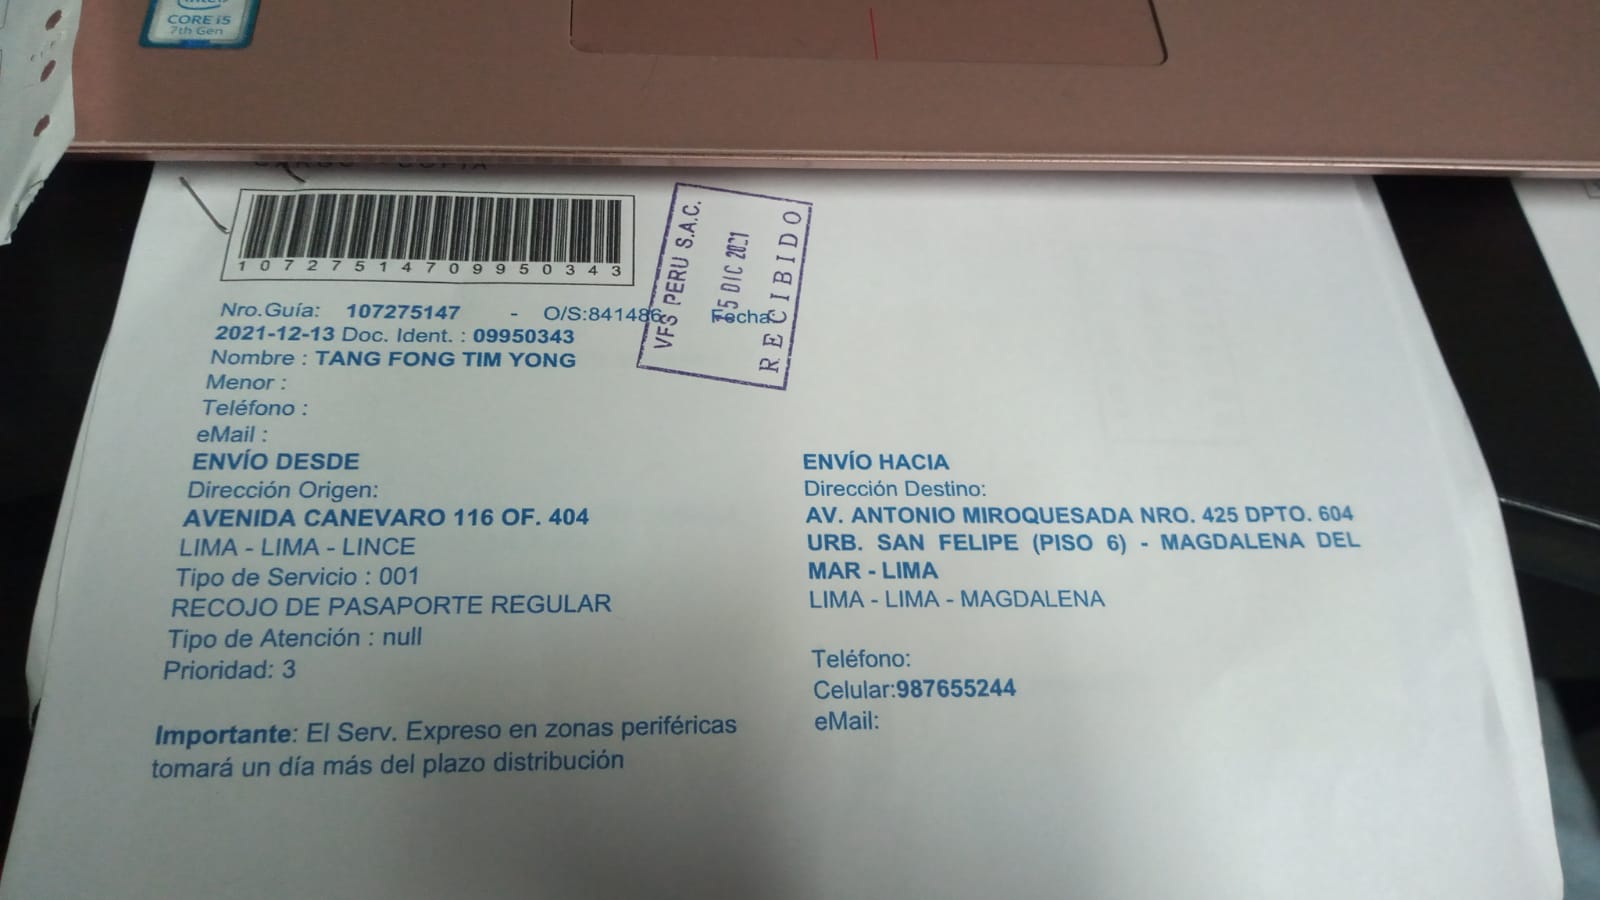 intel
CORE i5
7th Gen
CARGO - COPIA
10727514709950343
VFS PERU S.A.C.
15 DIC 2021
RECIBIDO
Nro.Guía: 107275147 - O/S:841486 Fecha:
2021-12-13 Doc. Ident. : 09950343
Nombre : TANG FONG TIM YONG
Menor :
Teléfono :
eMail :
ENVÍO DESDE
Dirección Origen:
AVENIDA CANEVARO 116 OF. 404
LIMA - LIMA - LINCE
Tipo de Servicio : 001
RECOJO DE PASAPORTE REGULAR
Tipo de Atención : null
Prioridad: 3
Importante: El Serv. Expreso en zonas periféricas
tomará un día más del plazo distribución
ENVÍO HACIA
Dirección Destino:
AV. ANTONIO MIROQUESADA NRO. 425 DPTO. 604
URB. SAN FELIPE (PISO 6) - MAGDALENA DEL
MAR - LIMA
LIMA - LIMA - MAGDALENA
Teléfono:
Celular:987655244
eMail: